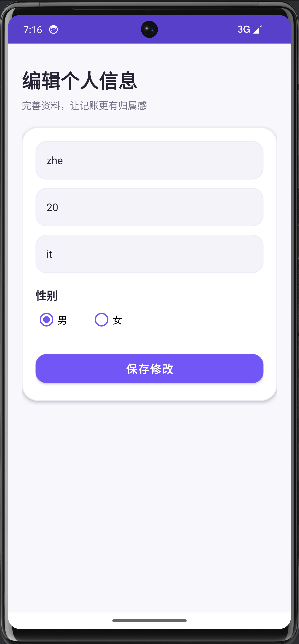 7:16
3G
编辑个人信息
完善资料，让记账更有归属感
zhe
20
it
性别
男 女
保存修改